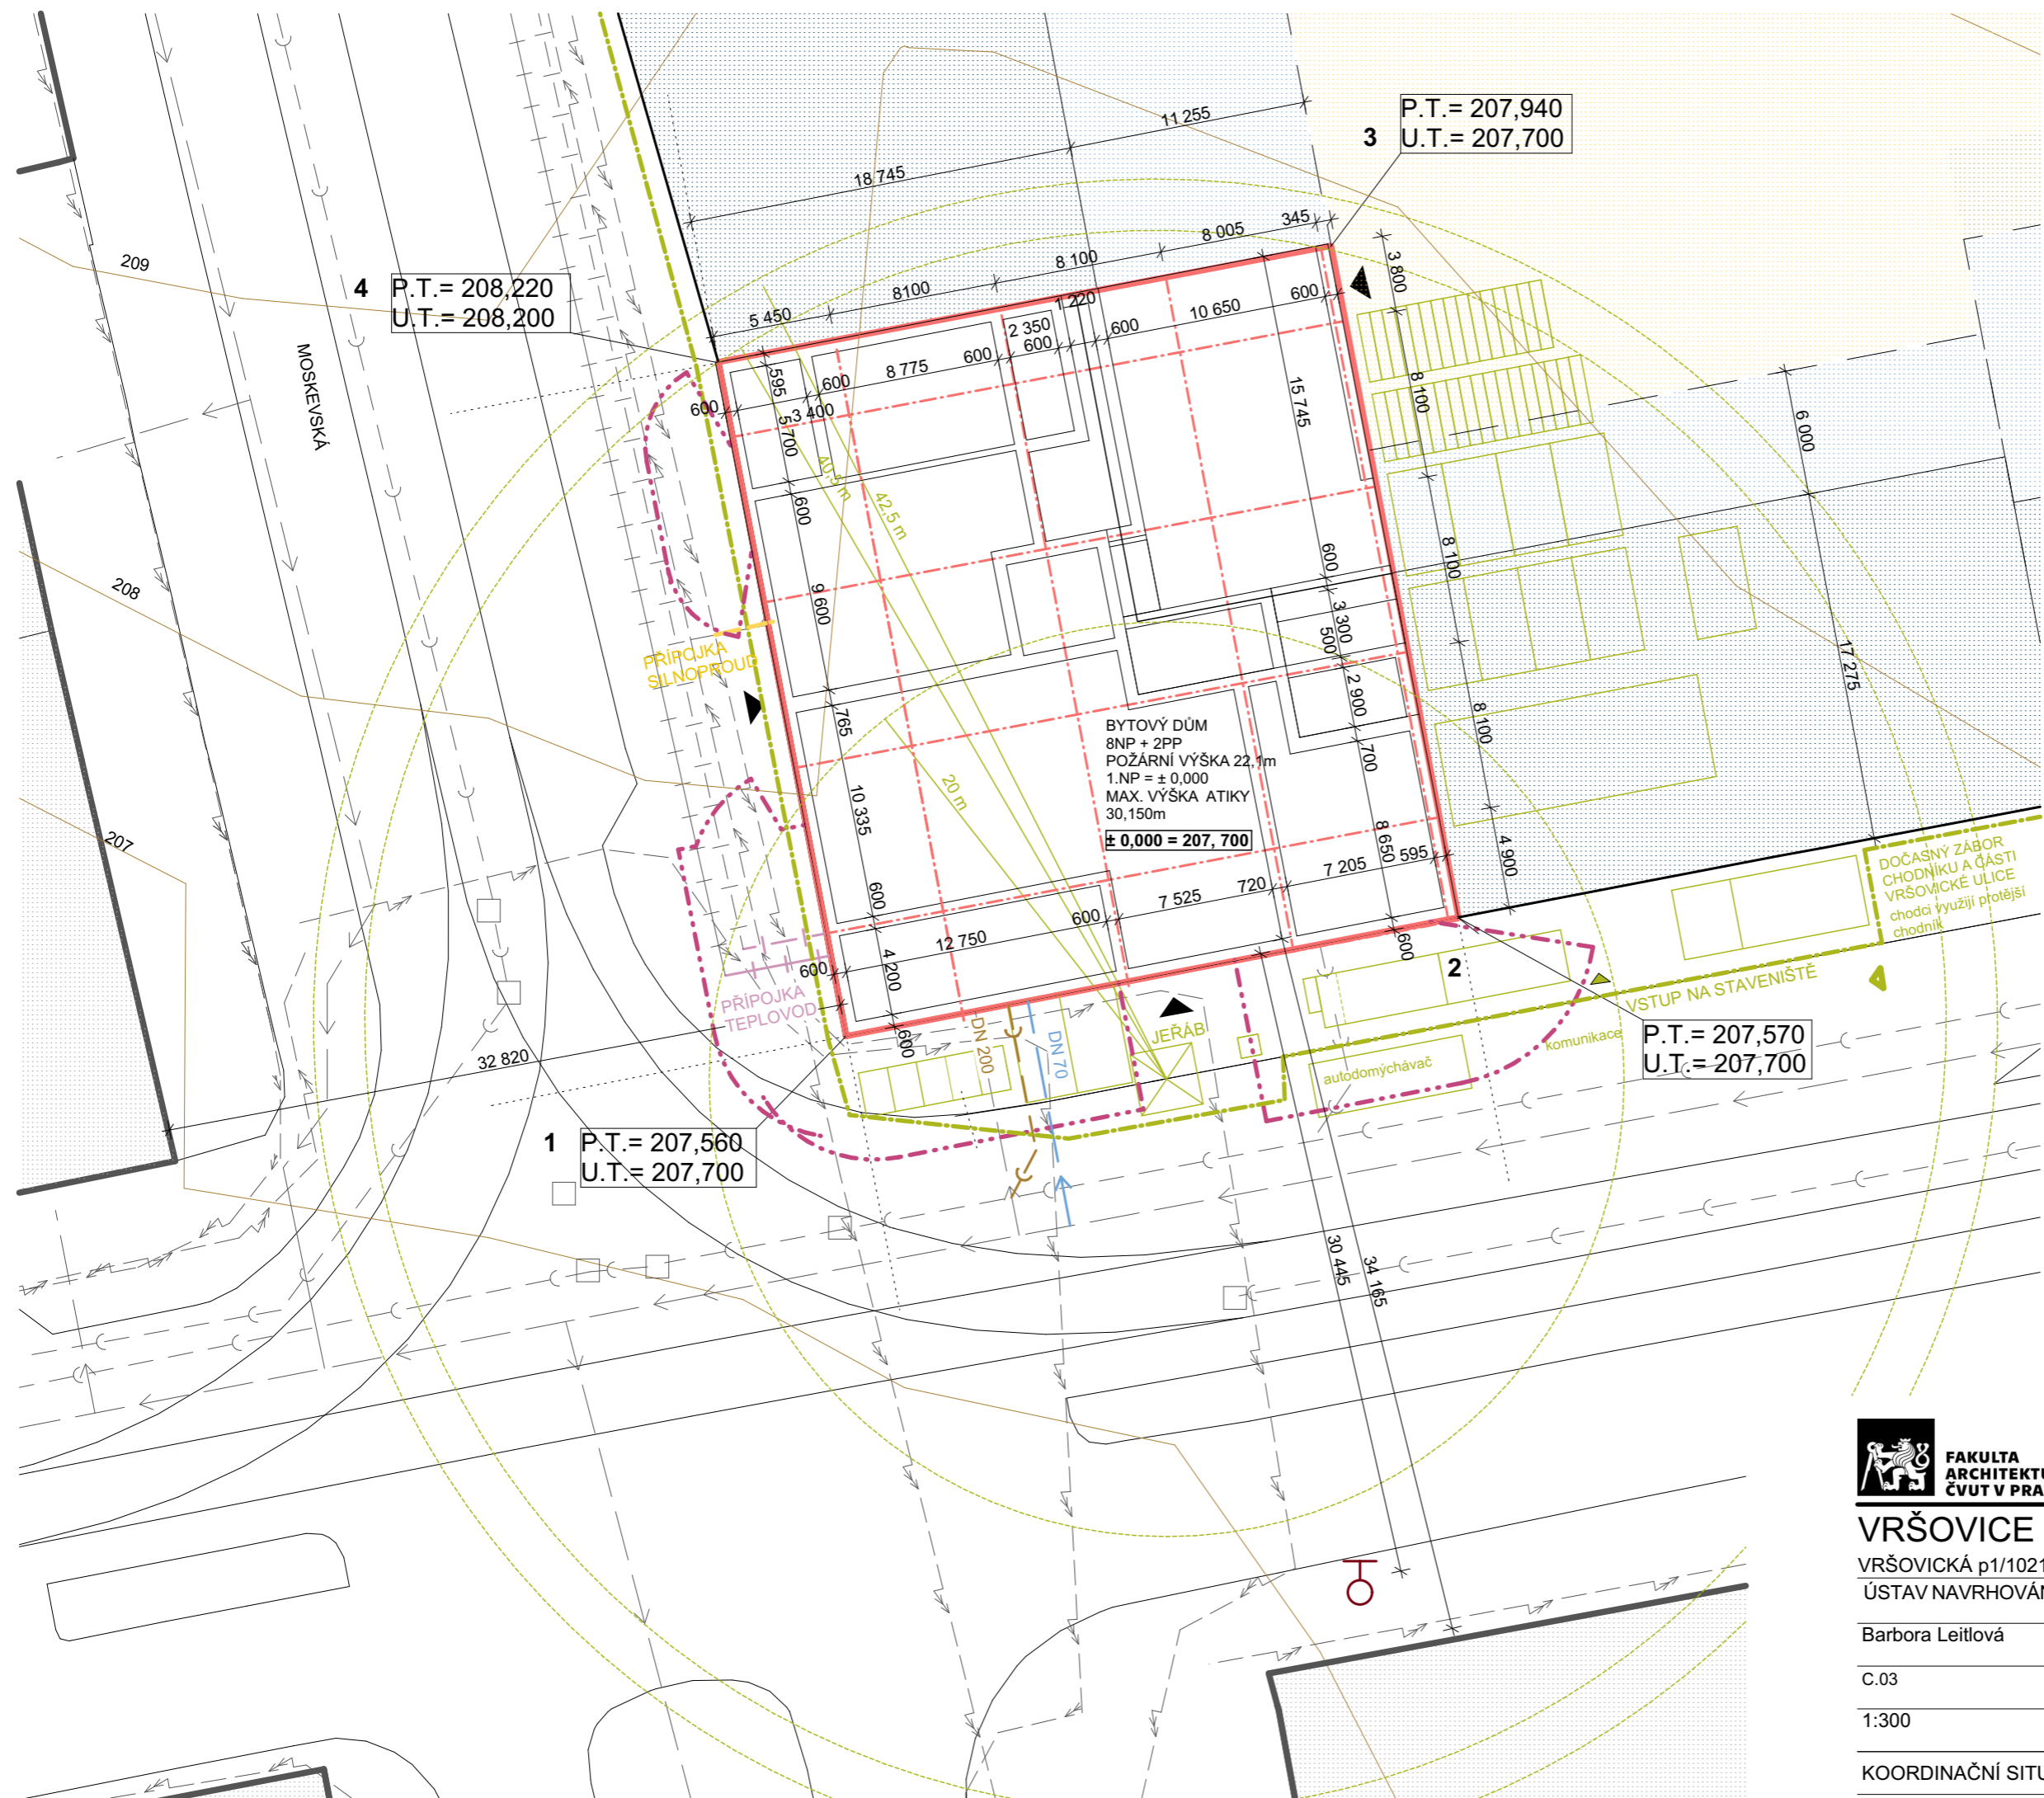 11 255
18 745
3
P.T.= 207,940
U.T.= 207,700
4
P.T.= 208,220
U.T.= 208,200
209
208
207
MOSKEVSKÁ
5 450
8100
8 100
8 005
345
1 220
2 350
600
600
10 650
600
600
8 775
600
600
3 400
595
5 700
600
9 600
765
10 335
600
4 200
600
15 745
600
3 300
500
2 900
700
8 650
600
3 800
8 100
8 100
8 100
4 900
6 000
17 275
42,5 m
20 m
PŘÍPOJKA
SILNOPROUD
BYTOVÝ DŮM
8NP + 2PP
POŽÁRNÍ VÝŠKA 22,1m
1.NP = ± 0,000
MAX. VÝŠKA ATIKY
30,150m
± 0,000 = 207, 700
600
12 750
600
7 525
720
7 205
595
PŘÍPOJKA
TEPLOVOD
32 820
DN 200
DN 70
JEŘÁB
autodomýchávač
komunikace
VSTUP NA STAVENIŠTĚ
DOČASNÝ ZÁBOR
CHODNÍKU A ČÁSTI
VRŠOVICKÉ ULICE
chodci využijí protější
chodník
2
P.T.= 207,570
U.T.= 207,700
1
P.T.= 207,560
U.T.= 207,700
30 445
34 165
FAKULTA
ARCHITEKTU
ČVUT V PRA
VRŠOVICE
VRŠOVICKÁ p1/1021
ÚSTAV NAVRHOVÁN
Barbora Leitlová
C.03
1:300
KOORDINAČNÍ SITU